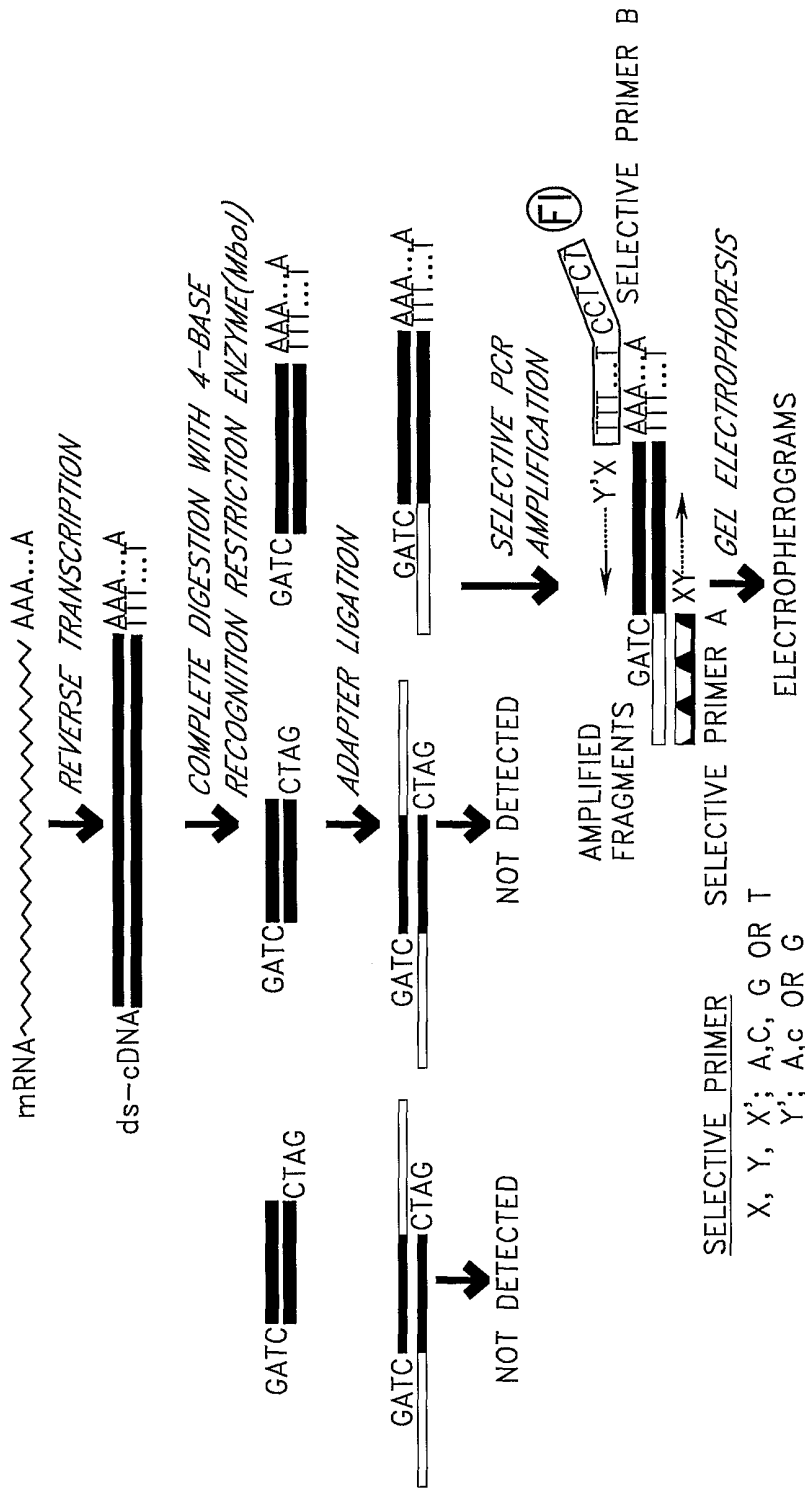 mRNA AAA...A
REVERSE TRANSCRIPTION
ds-cDNA AAA...A
TTT...T
COMPLETE DIGESTION WITH 4-BASE
RECOGNITION RESTRICTION ENZYME(MboI)
GATC CTAG
GATC CTAG
GATC AAA...A
TTT...T
ADAPTER LIGATION
GATC CTAG
GATC CTAG
GATC AAA...A
TTT...T
NOT DETECTED
NOT DETECTED
SELECTIVE PCR
AMPLIFICATION
AMPLIFIED
FRAGMENTS
FI
Y'X TTT...T CCTCT
GATC AAA...A
TTT...T
XY
SELECTIVE PRIMER B
SELECTIVE PRIMER A
GEL ELECTROPHORESIS
ELECTROPHEROGRAMS
SELECTIVE PRIMER
X, Y, X'; A,C, G OR T
Y'; A,c OR G